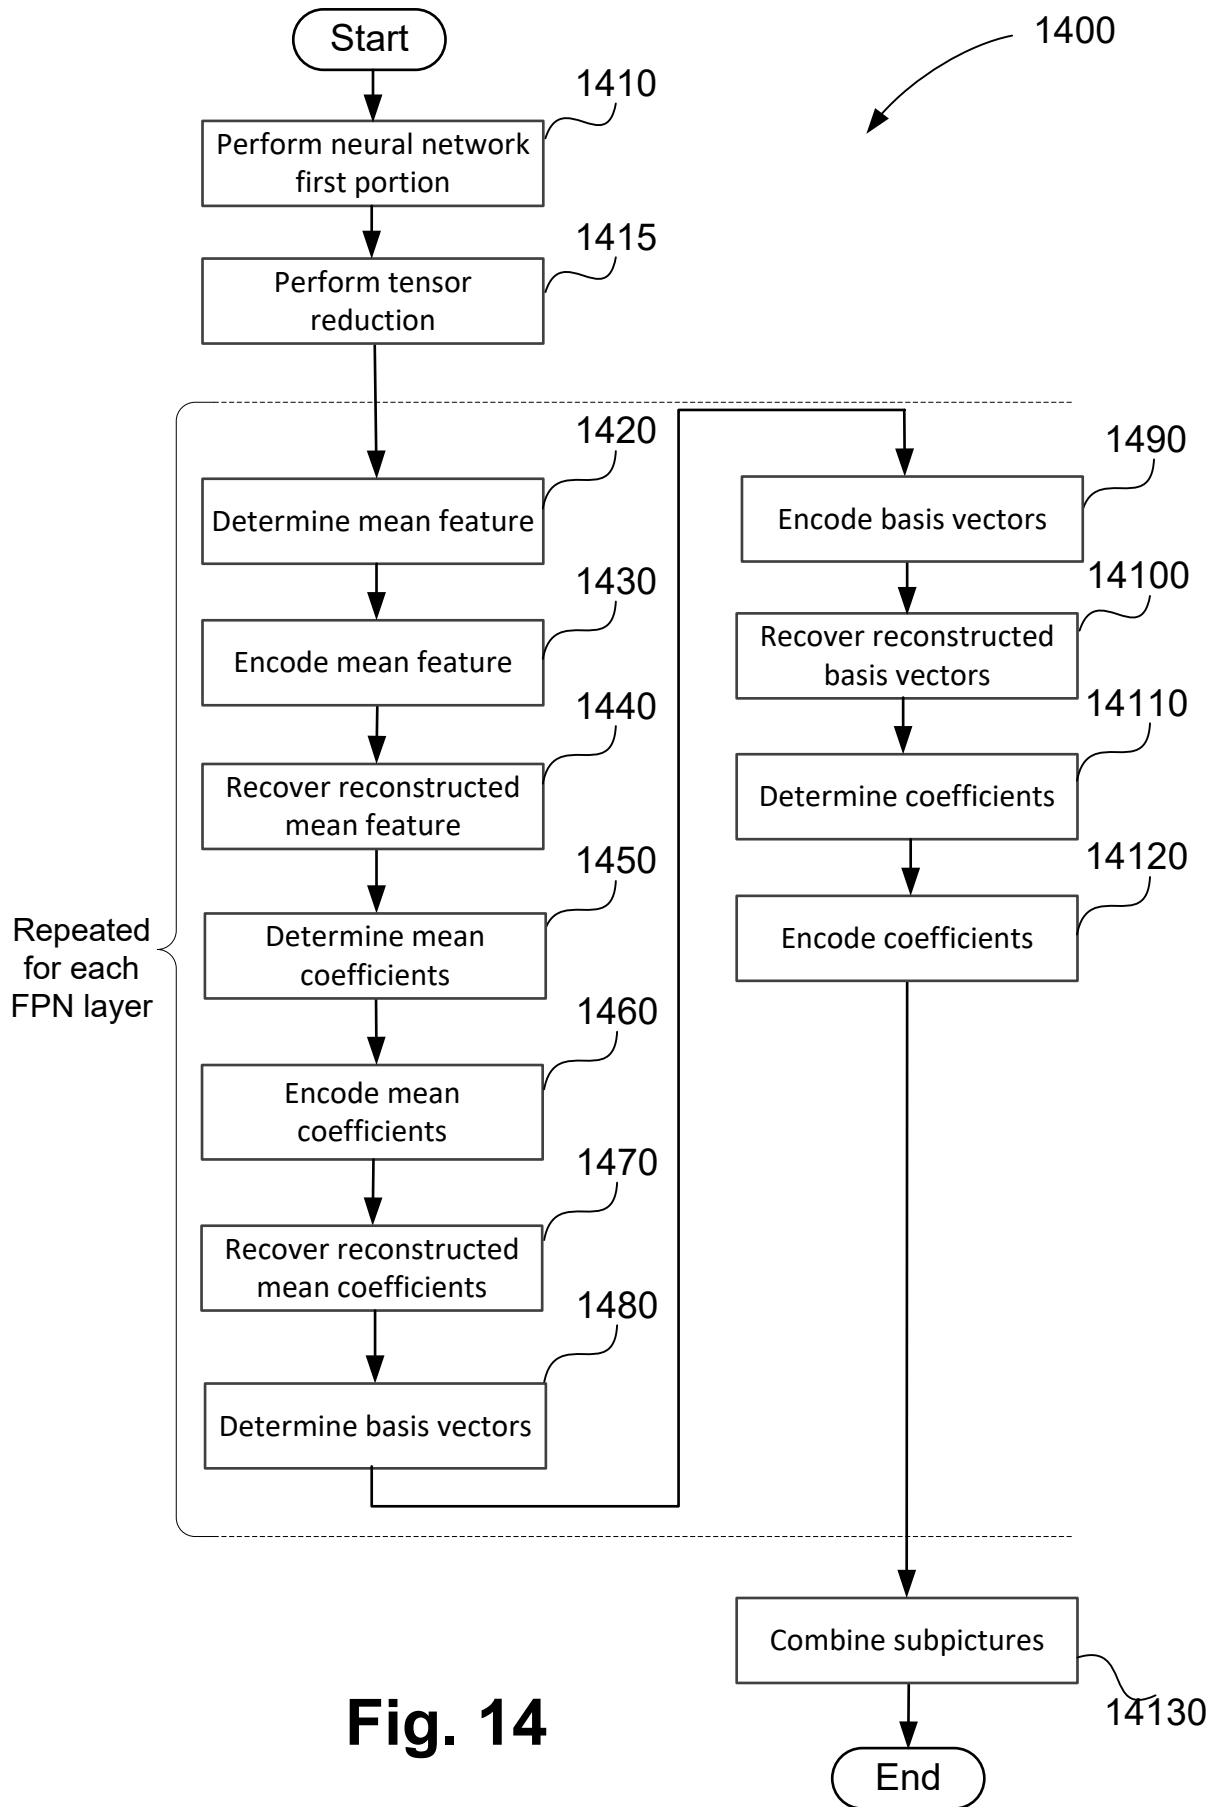 Start
1400
1410
Perform neural network
first portion
1415
Perform tensor
reduction
Repeated
for each
FPN layer
1420
Determine mean feature
1430
Encode mean feature
1440
Recover reconstructed
mean feature
1450
Determine mean
coefficients
1460
Encode mean
coefficients
1470
Recover reconstructed
mean coefficients
1480
Determine basis vectors
1490
Encode basis vectors
14100
Recover reconstructed
basis vectors
14110
Determine coefficients
14120
Encode coefficients
Combine subpictures
14130
End
Fig. 14